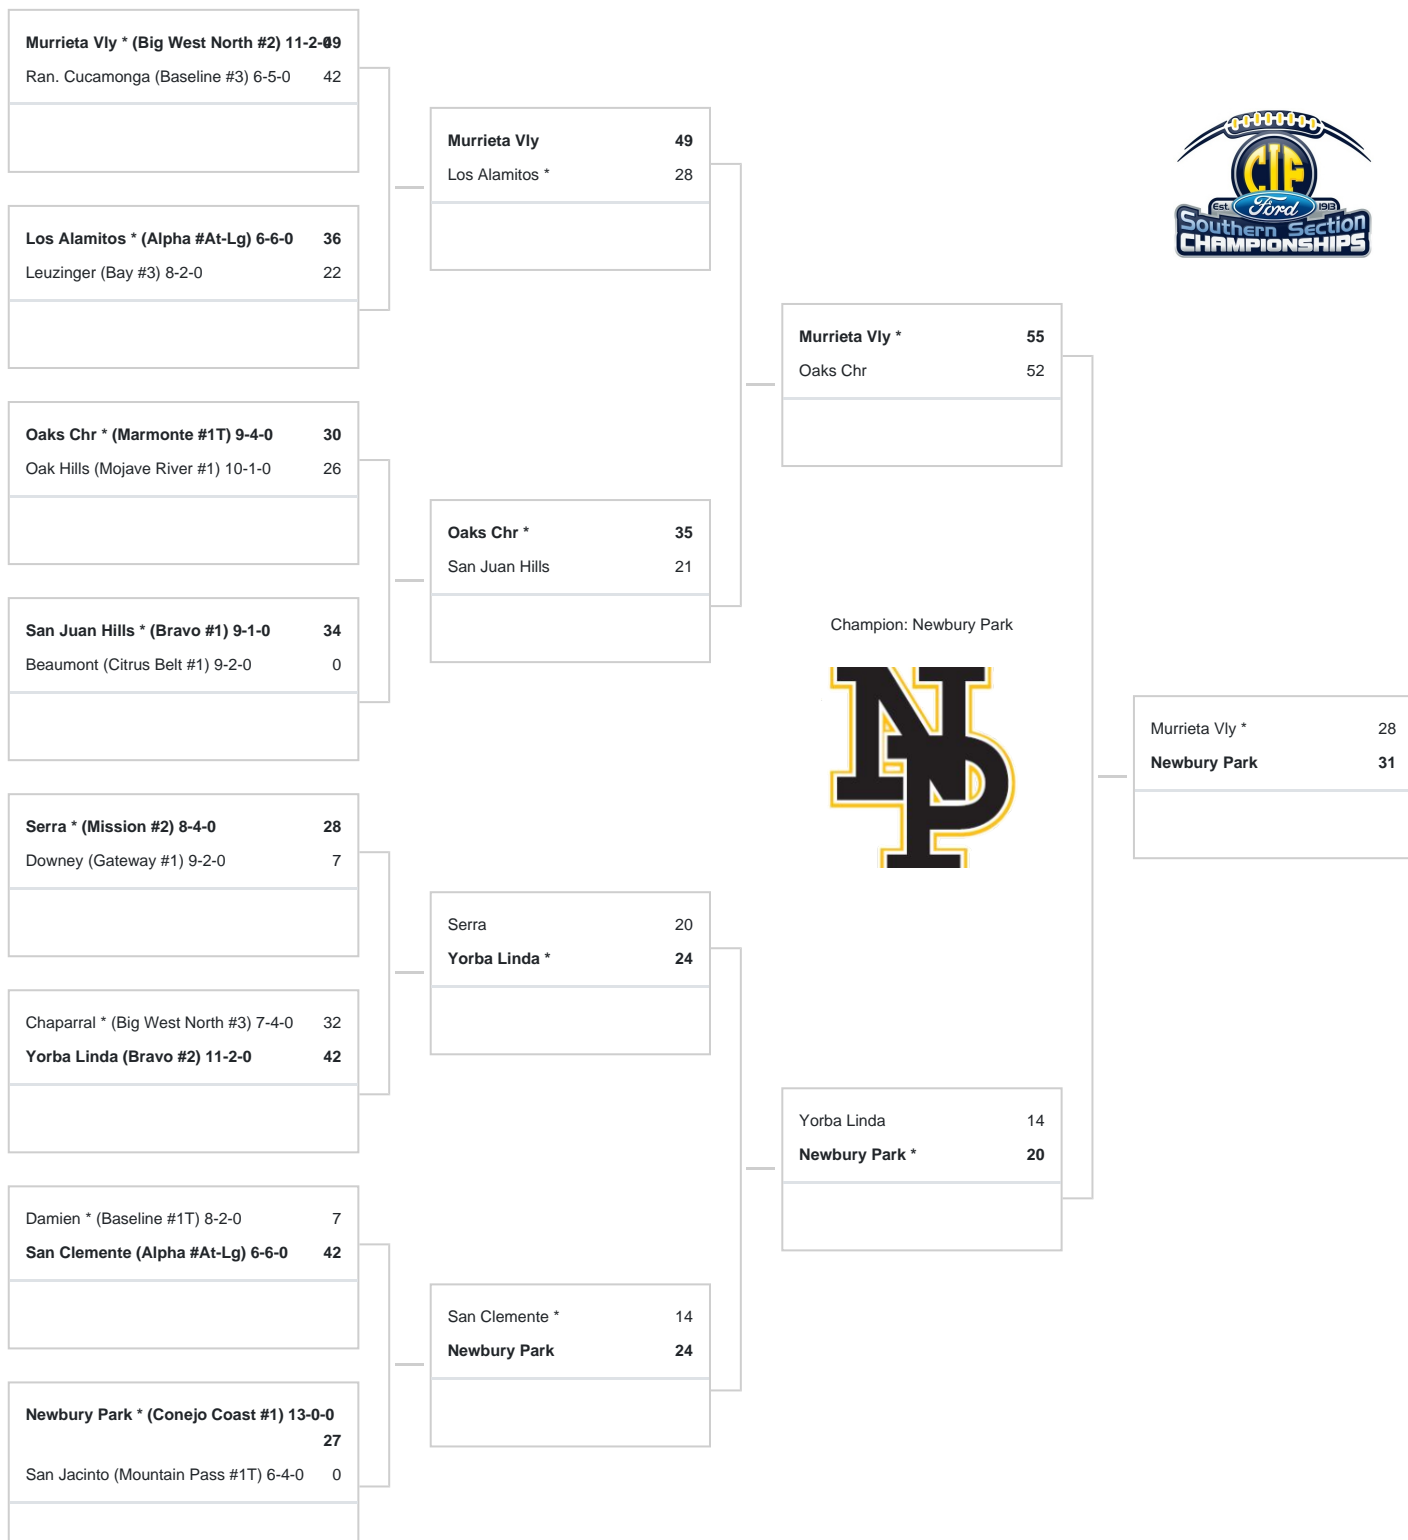 Murrieta Vly * (Big West North #2) 11-2-0 49
Ran. Cucamonga (Baseline #3) 6-5-0 42
Los Alamitos * (Alpha #At-Lg) 6-6-0 36
Leuzinger (Bay #3) 8-2-0 22
Oaks Chr * (Marmonte #1T) 9-4-0 30
Oak Hills (Mojave River #1) 10-1-0 26
San Juan Hills * (Bravo #1) 9-1-0 34
Beaumont (Citrus Belt #1) 9-2-0 0
Serra * (Mission #2) 8-4-0 28
Downey (Gateway #1) 9-2-0 7
Chaparral * (Big West North #3) 7-4-0 32
Yorba Linda (Bravo #2) 11-2-0 42
Damien * (Baseline #1T) 8-2-0 7
San Clemente (Alpha #At-Lg) 6-6-0 42
Newbury Park * (Conejo Coast #1) 13-0-0
27
San Jacinto (Mountain Pass #1T) 6-4-0 0
Murrieta Vly 49
Los Alamitos * 28
Oaks Chr * 35
San Juan Hills 21
Serra 20
Yorba Linda * 24
San Clemente * 14
Newbury Park 24
Murrieta Vly * 55
Oaks Chr 52
Champion: Newbury Park
NP
Yorba Linda 14
Newbury Park * 20
CIF
Est. Ford 1913
Southern Section
CHAMPIONSHIPS
Murrieta Vly * 28
Newbury Park 31